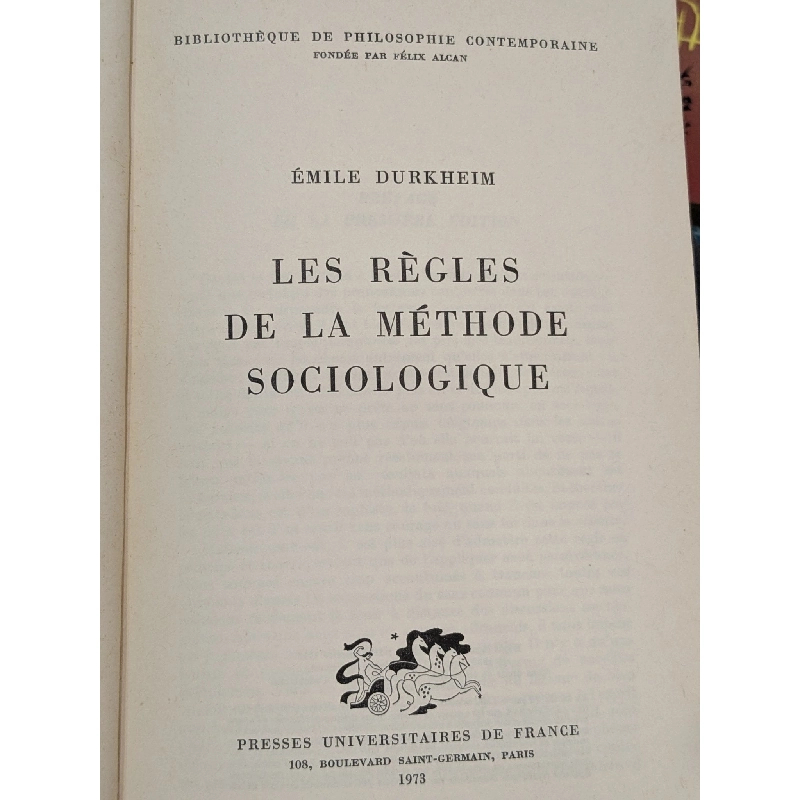 BIBLIOTHÈQUE DE PHILOSOPHIE CONTEMPORAINE
FONDÉE PAR FÉLIX ALCAN
ÉMILE DURKHEIM
LES RÈGLES
DE LA MÉTHODE
SOCIOLOGIQUE
PRESSES UNIVERSITAIRES DE FRANCE
108, BOULEVARD SAINT-GERMAIN, PARIS
1973